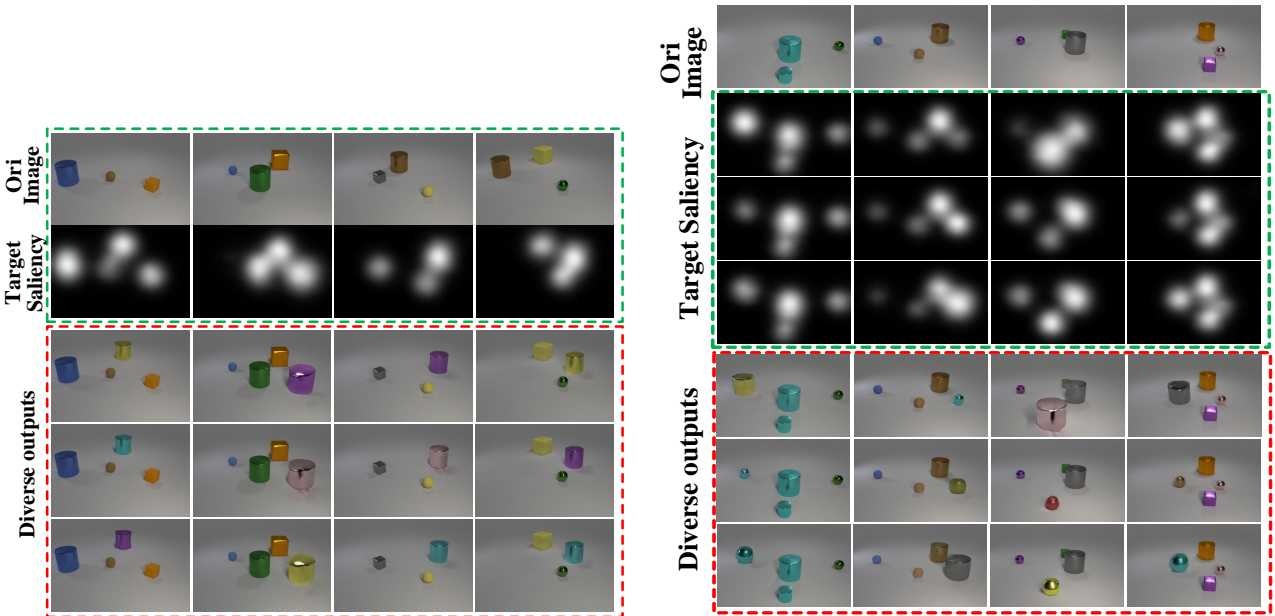 Ori
Image
Target
Saliency
Diverse outputs
Ori
Image
Target Saliency
Diverse outputs